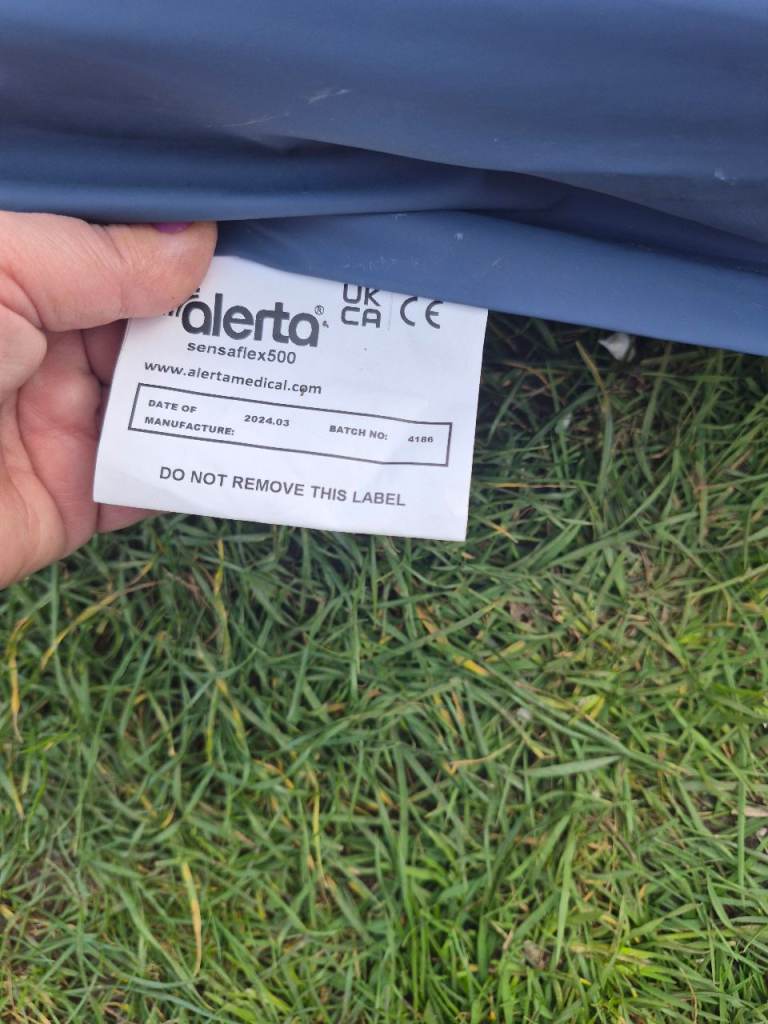 alerta®
UK
CA CE
sensaflex500
www.alertamedical.com
DATE OF
MANUFACTURE: 2024.03 BATCH NO: 4186
DO NOT REMOVE THIS LABEL